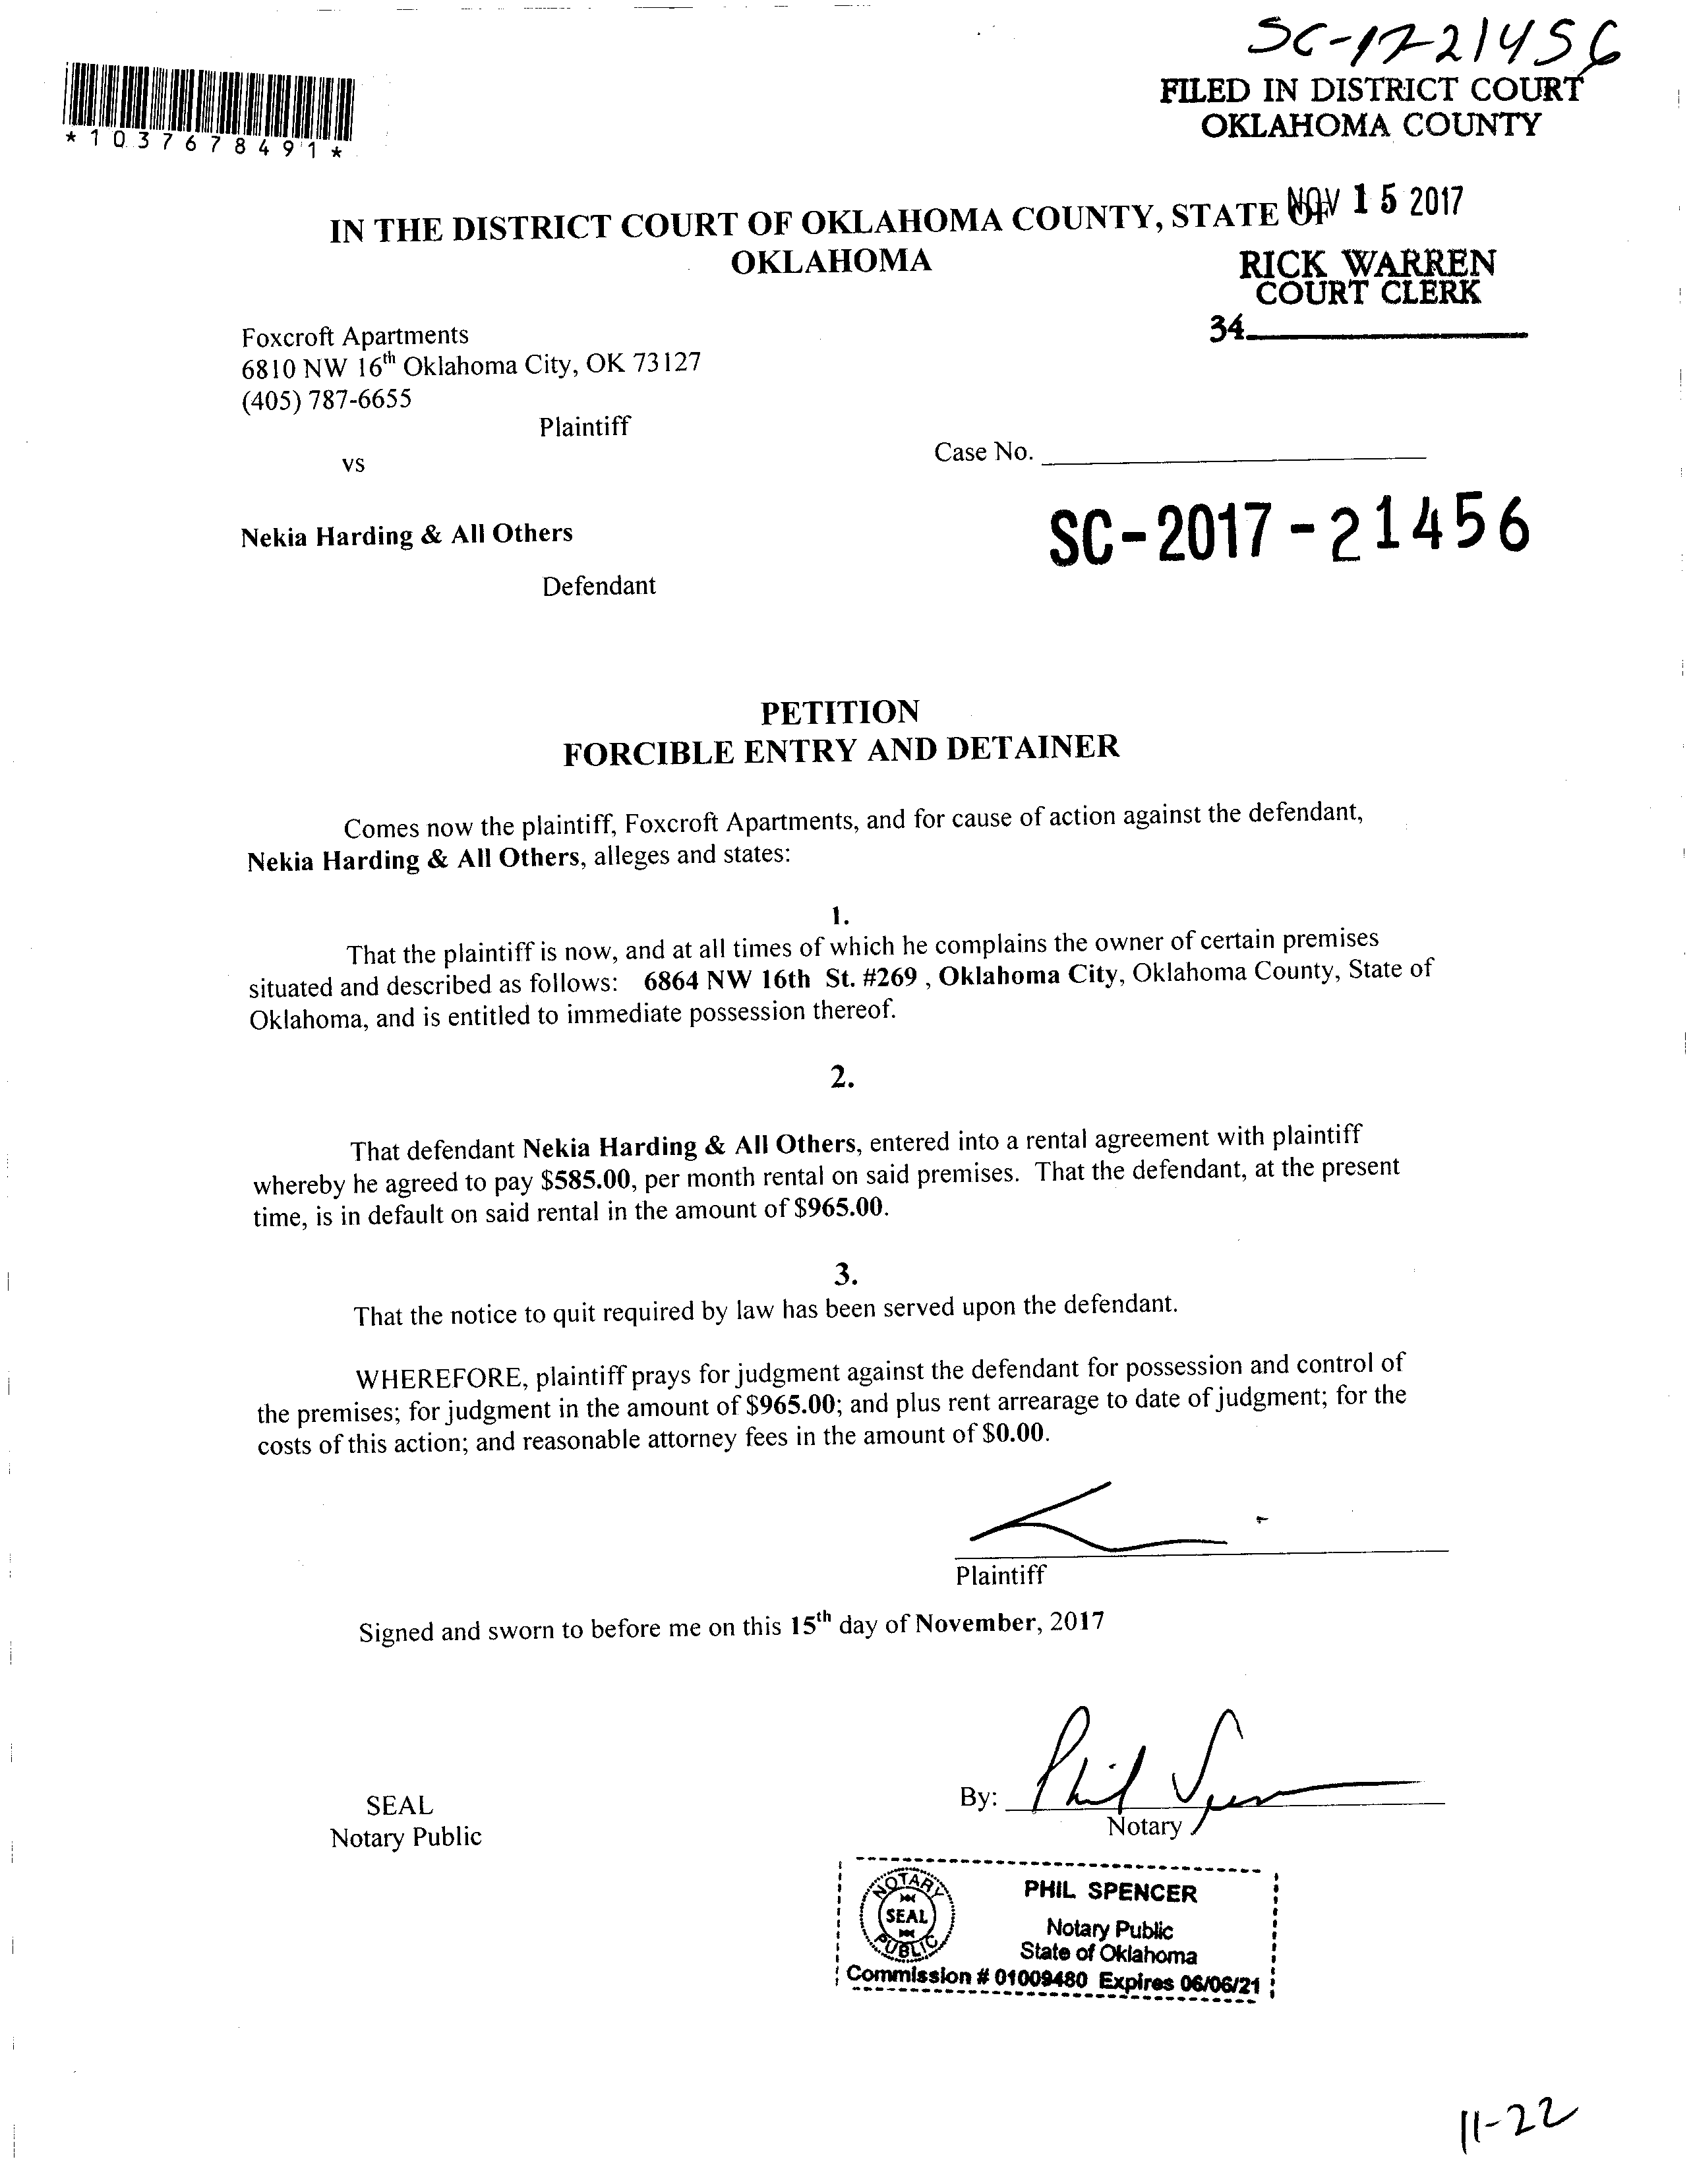 SC-17-21456
FILED IN DISTRICT COURT
OKLAHOMA COUNTY
*1037678491*
NOV 15 2017
IN THE DISTRICT COURT OF OKLAHOMA COUNTY, STATE OF
OKLAHOMA
RICK WARREN
COURT CLERK
34
Foxcroft Apartments
6810 NW 16th Oklahoma City, OK 73127
(405) 787-6655
Plaintiff
vs
Case No.
SC-2017-21456
Nekia Harding & All Others
Defendant
PETITION
FORCIBLE ENTRY AND DETAINER
Comes now the plaintiff, Foxcroft Apartments, and for cause of action against the defendant,
Nekia Harding & All Others, alleges and states:
1.
That the plaintiff is now, and at all times of which he complains the owner of certain premises
situated and described as follows: 6864 NW 16th St. #269 , Oklahoma City, Oklahoma County, State of
Oklahoma, and is entitled to immediate possession thereof.
2.
That defendant Nekia Harding & All Others, entered into a rental agreement with plaintiff
whereby he agreed to pay $585.00, per month rental on said premises. That the defendant, at the present
time, is in default on said rental in the amount of $965.00.
3.
That the notice to quit required by law has been served upon the defendant.
WHEREFORE, plaintiff prays for judgment against the defendant for possession and control of
the premises; for judgment in the amount of $965.00; and plus rent arrearage to date of judgment; for the
costs of this action; and reasonable attorney fees in the amount of $0.00.
Plaintiff
Signed and sworn to before me on this 15th day of November, 2017
By: Phil Spencer
Notary
SEAL
Notary Public
NOTARY
SEAL
PUBLIC
PHIL SPENCER
Notary Public
State of Oklahoma
Commission # 01009480 Expires 06/06/21
11-22